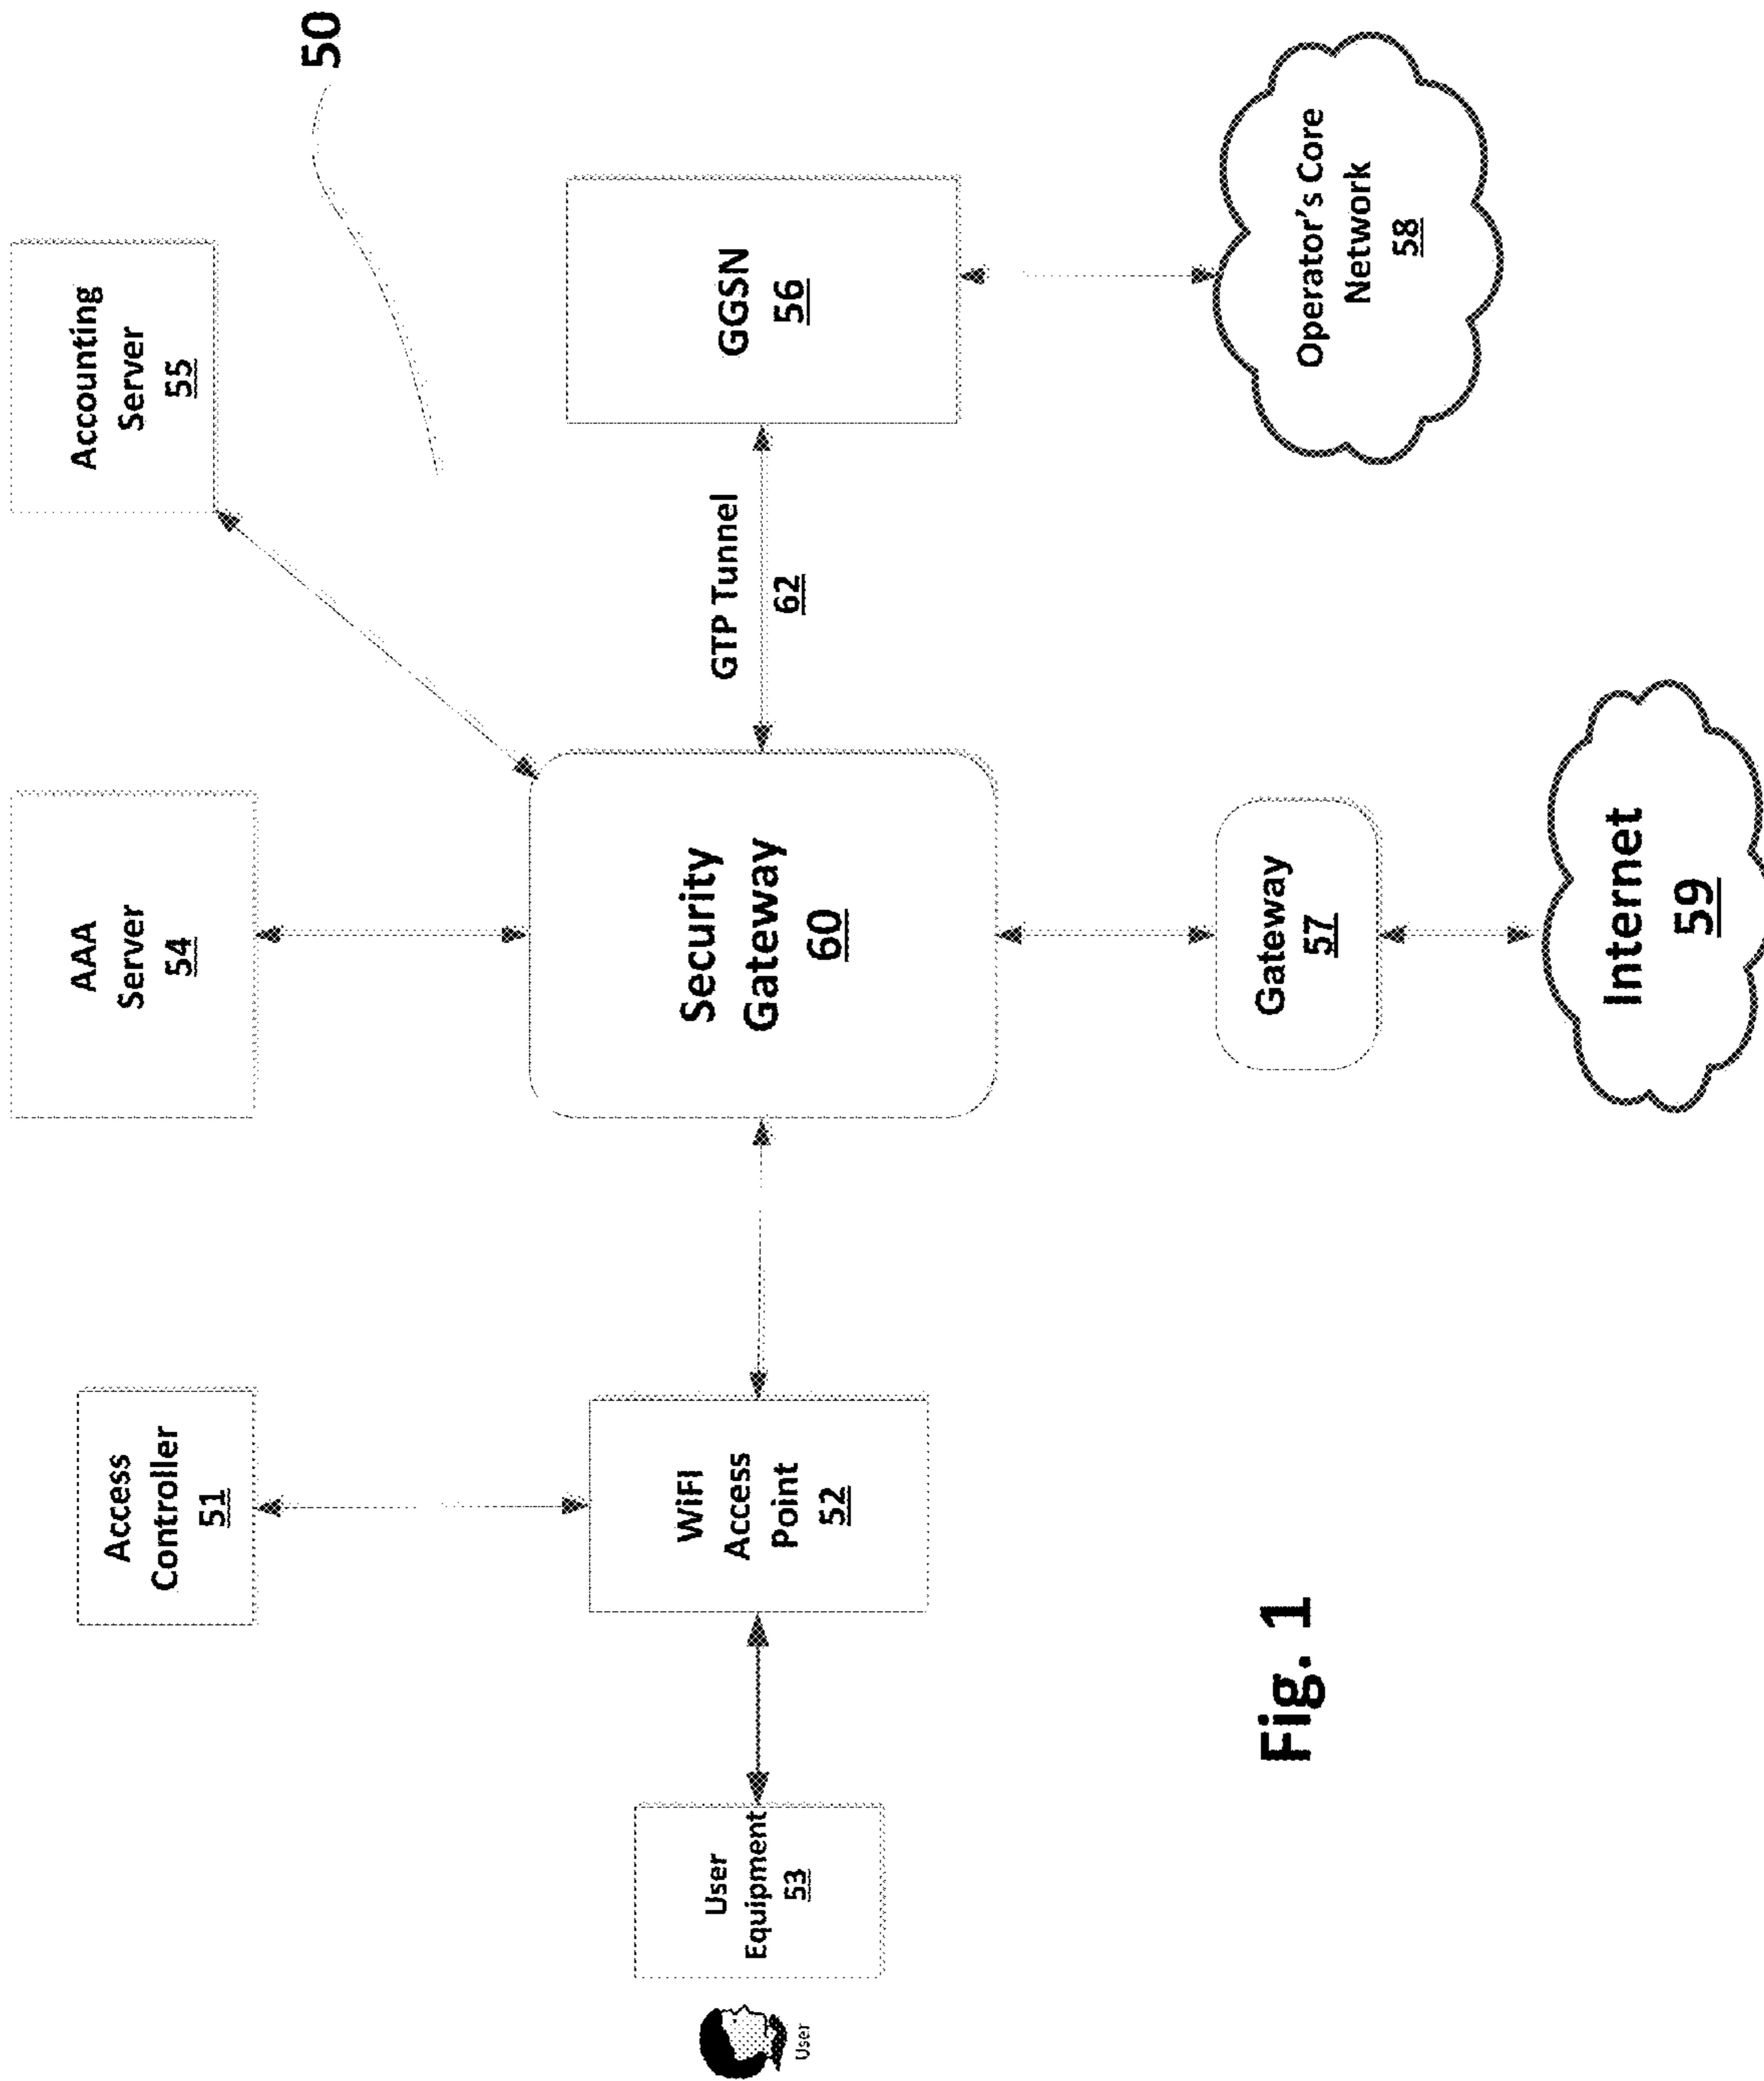 50
Access
Controller
51
AAA
Server
54
Accounting
Server
55
User
User
Equipment
53
WiFi
Access
Point
52
Security
Gateway
60
GTP Tunnel
62
GGSN
56
Gateway
57
Operator's Core
Network
58
Internet
59
Fig. 1